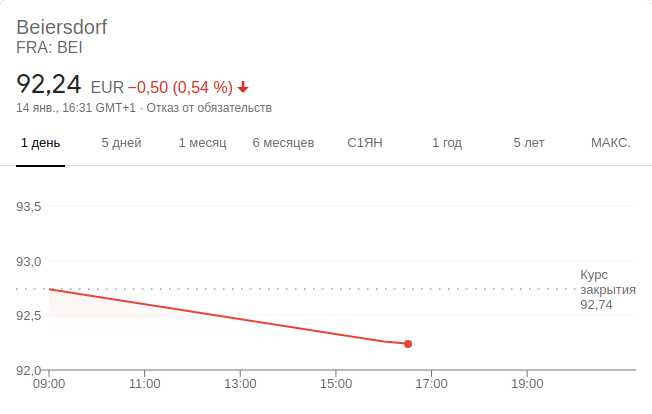 Beiersdorf
FRA: BEI
92,24 EUR −0,50 (0,54 %)
14 янв., 16:31 GMT+1 · Отказ от обязательств
1 день 5 дней 1 месяц 6 месяцев С1ЯН 1 год 5 лет МАКС.
93,5
93,0
Курс
закрытия
92,74
92,5
92,0
09:00 11:00 13:00 15:00 17:00 19:00